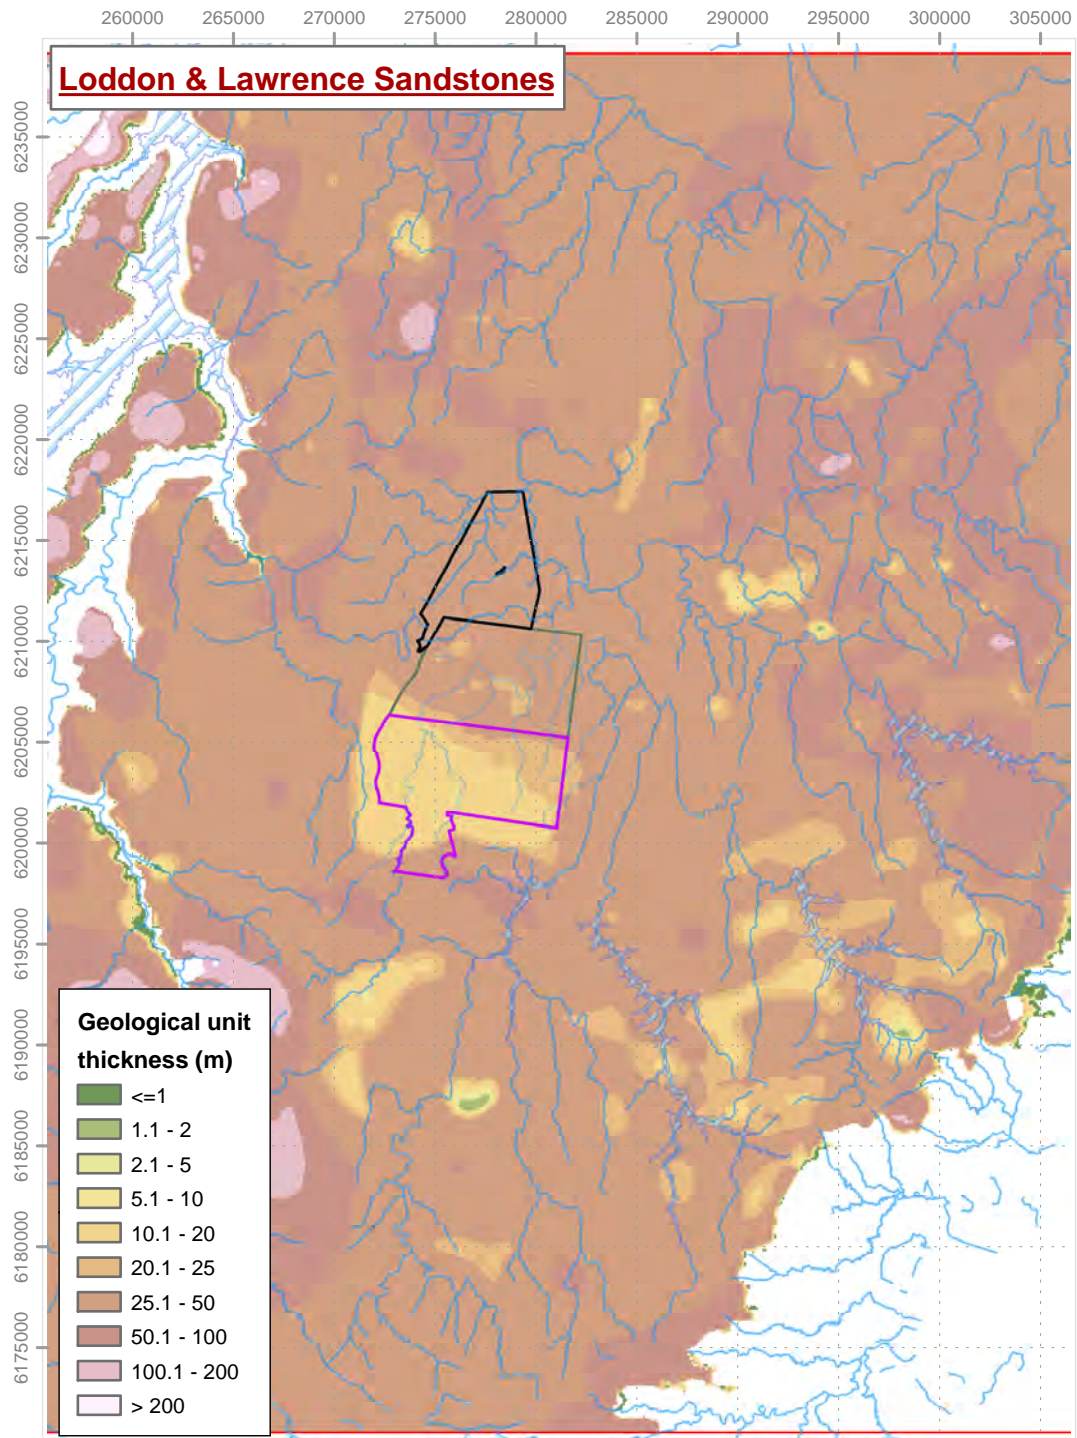 260000 265000 270000 275000 280000 285000 290000 295000 300000 305000
Loddon & Lawrence Sandstones
6235000
6230000
6225000
6220000
6215000
6210000
6205000
6200000
6195000
6190000
6185000
6180000
6175000
Geological unit
thickness (m)
<=1
1.1 - 2
2.1 - 5
5.1 - 10
10.1 - 20
20.1 - 25
25.1 - 50
50.1 - 100
100.1 - 200
> 200